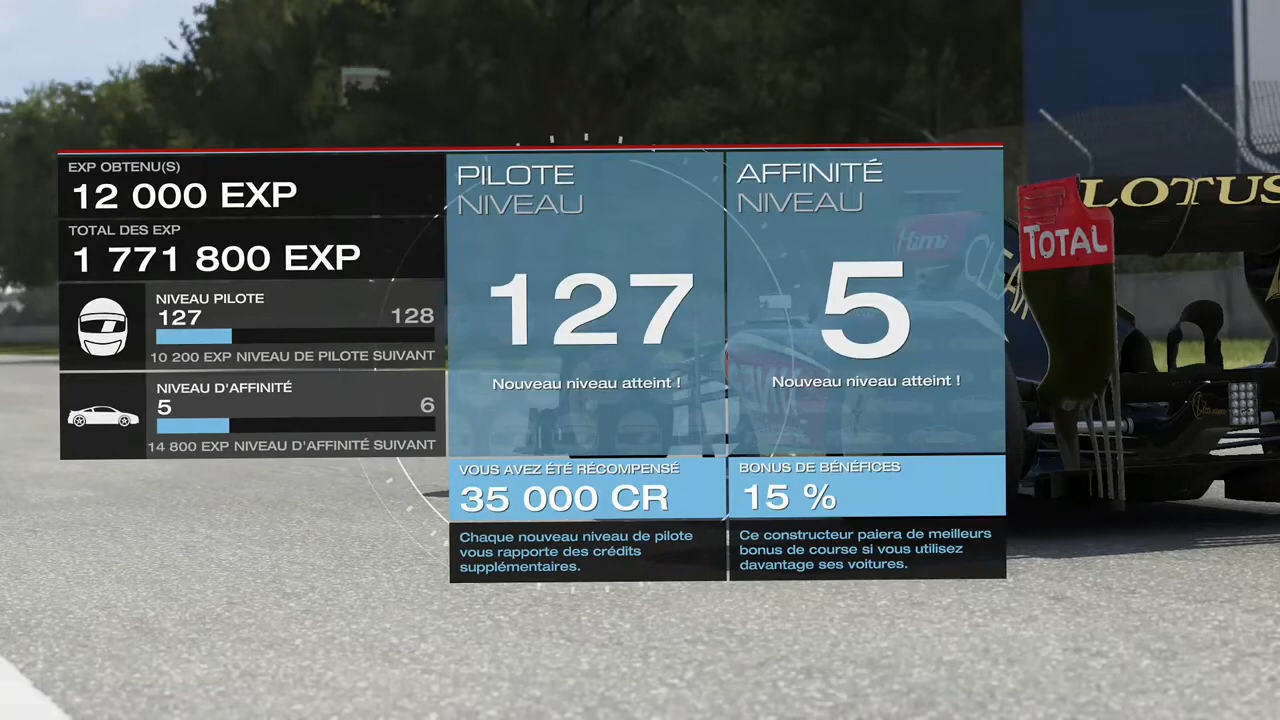 EXP OBTENU(S)
12 000 EXP
TOTAL DES EXP
1 771 800 EXP
NIVEAU PILOTE
127
128
10 200 EXP NIVEAU DE PILOTE SUIVANT
NIVEAU D'AFFINITÉ
5
6
14 800 EXP NIVEAU D'AFFINITÉ SUIVANT
PILOTE
NIVEAU
127
Nouveau niveau atteint !
VOUS AVEZ ÉTÉ RÉCOMPENSÉ
35 000 CR
Chaque nouveau niveau de pilote
vous rapporte des crédits
supplémentaires.
AFFINITÉ
NIVEAU
5
Nouveau niveau atteint !
BONUS DE BÉNÉFICES
15 %
Ce constructeur paiera de meilleurs
bonus de course si vous utilisez
davantage ses voitures.
LOTUS
TOTAL
CLEAR